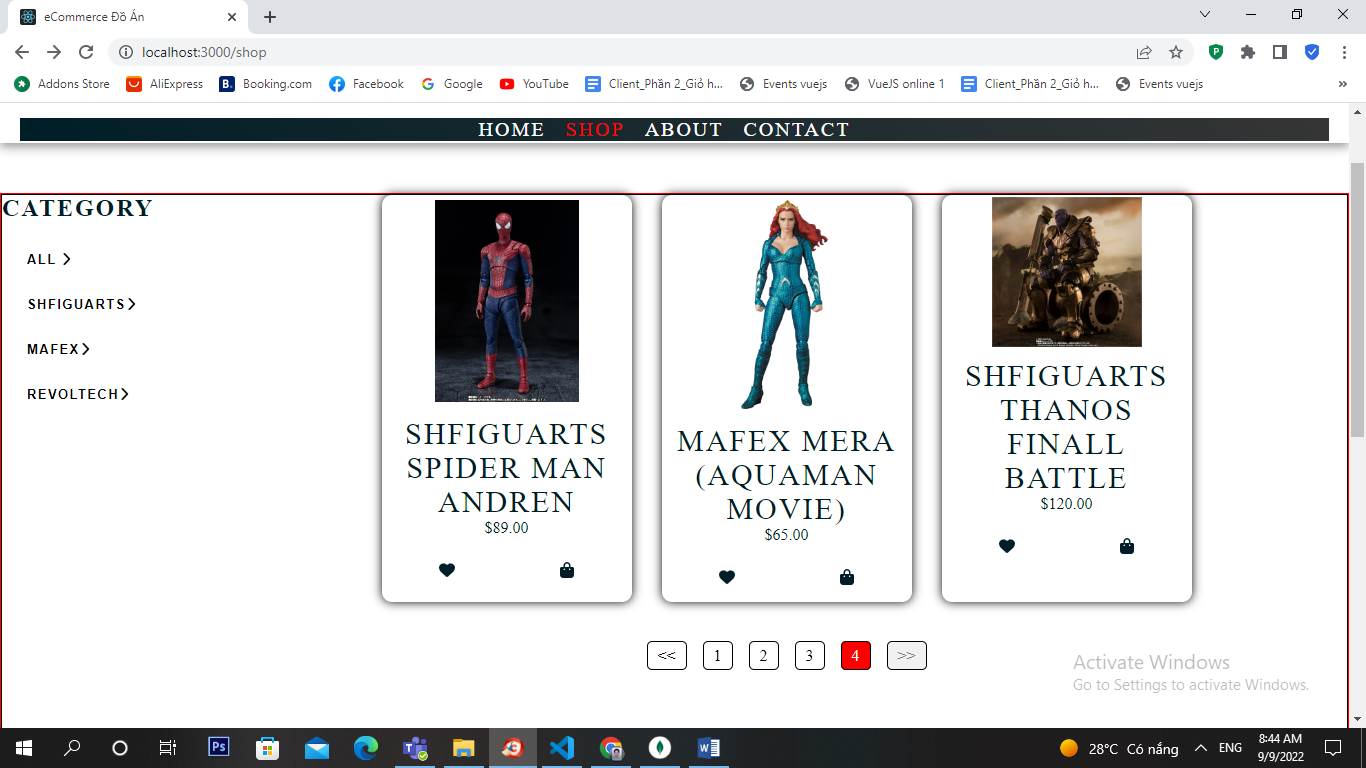 eCommerce Đồ Án
localhost:3000/shop
Addons Store AliExpress Booking.com Facebook Google YouTube Client_Phần 2_Giỏ h... Events vuejs VueJS online 1 Client_Phần 2_Giỏ h... Events vuejs »
HOME SHOP ABOUT CONTACT
CATEGORY
ALL
SHFIGUARTS
MAFEX
REVOLTECH
SHFIGUARTS
SPIDER MAN
ANDREN
$89.00
MAFEX MERA
(AQUAMAN
MOVIE)
$65.00
SHFIGUARTS
THANOS
FINALL
BATTLE
$120.00
<< 1 2 3 4 >>
Activate Windows
Go to Settings to activate Windows.
28°C Có nắng ENG 8:44 AM
9/9/2022